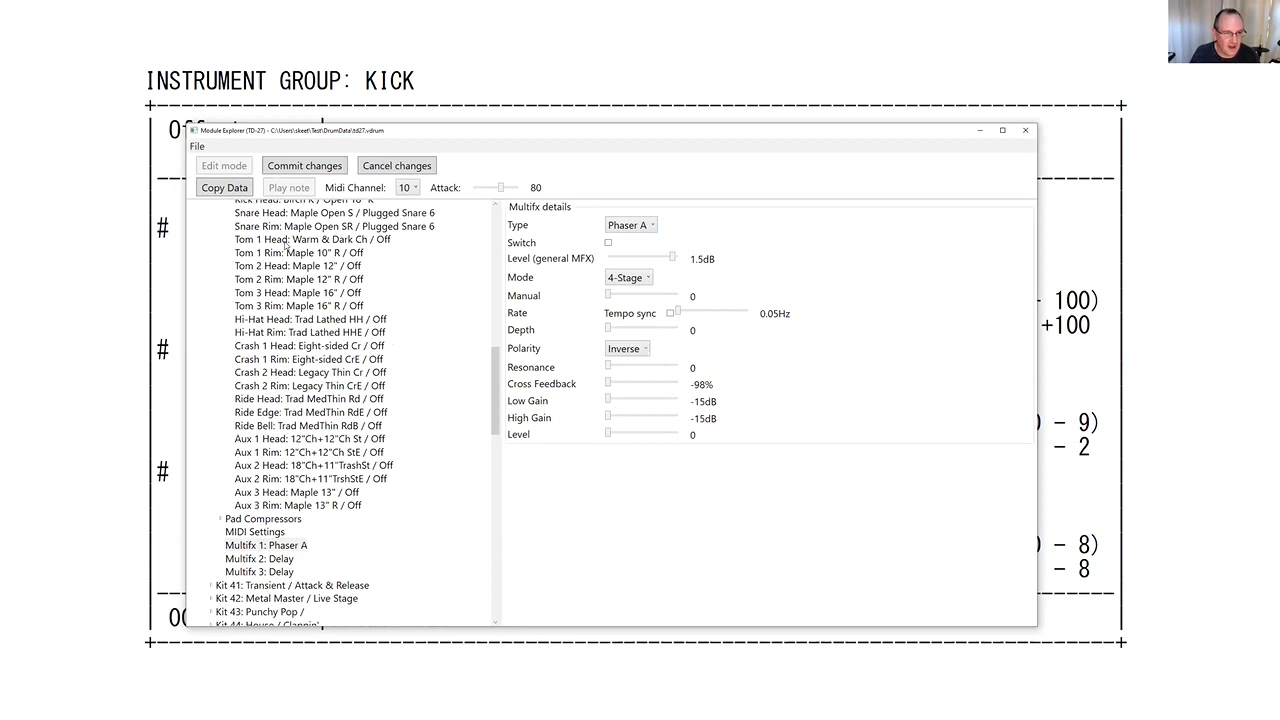 INSTRUMENT GROUP: KICK
Module Explorer (TD-27) - C:\Users\skeet\Test\DrumData\td27.vdrum
File
Edit mode Commit changes Cancel changes
Copy Data Play note Midi Channel: 10 Attack: 80
Kick Head: Birch R / Open 18" R
Snare Head: Maple Open S / Plugged Snare 6
Snare Rim: Maple Open SR / Plugged Snare 6
Tom 1 Head: Warm & Dark Ch / Off
Tom 1 Rim: Maple 10" R / Off
Tom 2 Head: Maple 12" / Off
Tom 2 Rim: Maple 12" R / Off
Tom 3 Head: Maple 16" / Off
Tom 3 Rim: Maple 16" R / Off
Hi-Hat Head: Trad Lathed HH / Off
Hi-Hat Rim: Trad Lathed HHE / Off
Crash 1 Head: Eight-sided Cr / Off
Crash 1 Rim: Eight-sided CrE / Off
Crash 2 Head: Legacy Thin Cr / Off
Crash 2 Rim: Legacy Thin CrE / Off
Ride Head: Trad MedThin Rd / Off
Ride Edge: Trad MedThin RdE / Off
Ride Bell: Trad MedThin RdB / Off
Aux 1 Head: 12"Ch+12"Ch St / Off
Aux 1 Rim: 12"Ch+12"Ch StE / Off
Aux 2 Head: 18"Ch+11"TrashSt / Off
Aux 2 Rim: 18"Ch+11"TrshStE / Off
Aux 3 Head: Maple 13" / Off
Aux 3 Rim: Maple 13" R / Off
Pad Compressors
MIDI Settings
Multifx 1: Phaser A
Multifx 2: Delay
Multifx 3: Delay
Kit 41: Transient / Attack & Release
Kit 42: Metal Master / Live Stage
Kit 43: Punchy Pop /
Kit 44: House / Clappin'
Multifx details
Type Phaser A
Switch
Level (general MFX) 1.5dB
Mode 4-Stage
Manual 0
Rate Tempo sync 0.05Hz
Depth 0
Polarity Inverse
Resonance 0
Cross Feedback -98%
Low Gain -15dB
High Gain -15dB
Level 0
#
#
#
- 100)
+100
- 9)
- 2
- 8)
- 8